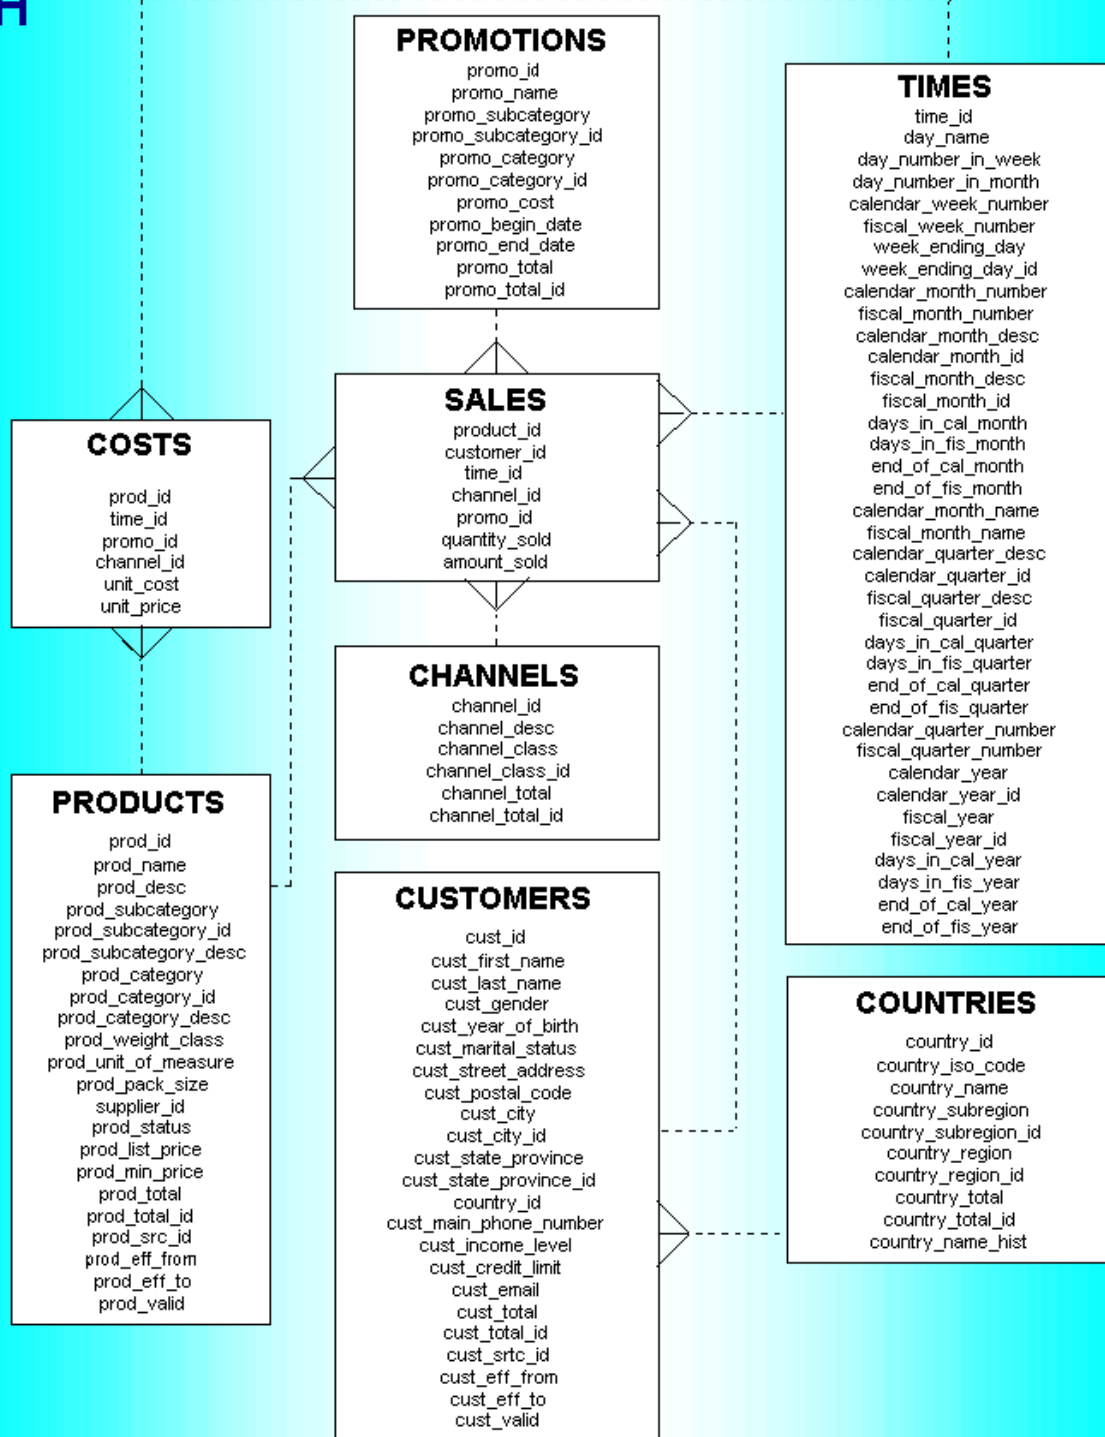 H
PROMOTIONS
promo_id
promo_name
promo_subcategory
promo_subcategory_id
promo_category
promo_category_id
promo_cost
promo_begin_date
promo_end_date
promo_total
promo_total_id
TIMES
time_id
day_name
day_number_in_week
day_number_in_month
calendar_week_number
fiscal_week_number
week_ending_day
week_ending_day_id
calendar_month_number
fiscal_month_number
calendar_month_desc
calendar_month_id
fiscal_month_desc
fiscal_month_id
days_in_cal_month
days_in_fis_month
end_of_cal_month
end_of_fis_month
calendar_month_name
fiscal_month_name
calendar_quarter_desc
calendar_quarter_id
fiscal_quarter_desc
fiscal_quarter_id
days_in_cal_quarter
days_in_fis_quarter
end_of_cal_quarter
end_of_fis_quarter
calendar_quarter_number
fiscal_quarter_number
calendar_year
calendar_year_id
fiscal_year
fiscal_year_id
days_in_cal_year
days_in_fis_year
end_of_cal_year
end_of_fis_year
SALES
product_id
customer_id
time_id
channel_id
promo_id
quantity_sold
amount_sold
COSTS
prod_id
time_id
promo_id
channel_id
unit_cost
unit_price
CHANNELS
channel_id
channel_desc
channel_class
channel_class_id
channel_total
channel_total_id
PRODUCTS
prod_id
prod_name
prod_desc
prod_subcategory
prod_subcategory_id
prod_subcategory_desc
prod_category
prod_category_id
prod_category_desc
prod_weight_class
prod_unit_of_measure
prod_pack_size
supplier_id
prod_status
prod_list_price
prod_min_price
prod_total
prod_total_id
prod_src_id
prod_eff_from
prod_eff_to
prod_valid
CUSTOMERS
cust_id
cust_first_name
cust_last_name
cust_gender
cust_year_of_birth
cust_marital_status
cust_street_address
cust_postal_code
cust_city
cust_city_id
cust_state_province
cust_state_province_id
country_id
cust_main_phone_number
cust_income_level
cust_credit_limit
cust_email
cust_total
cust_total_id
cust_srtc_id
cust_eff_from
cust_eff_to
cust_valid
COUNTRIES
country_id
country_iso_code
country_name
country_subregion
country_subregion_id
country_region
country_region_id
country_total
country_total_id
country_name_hist